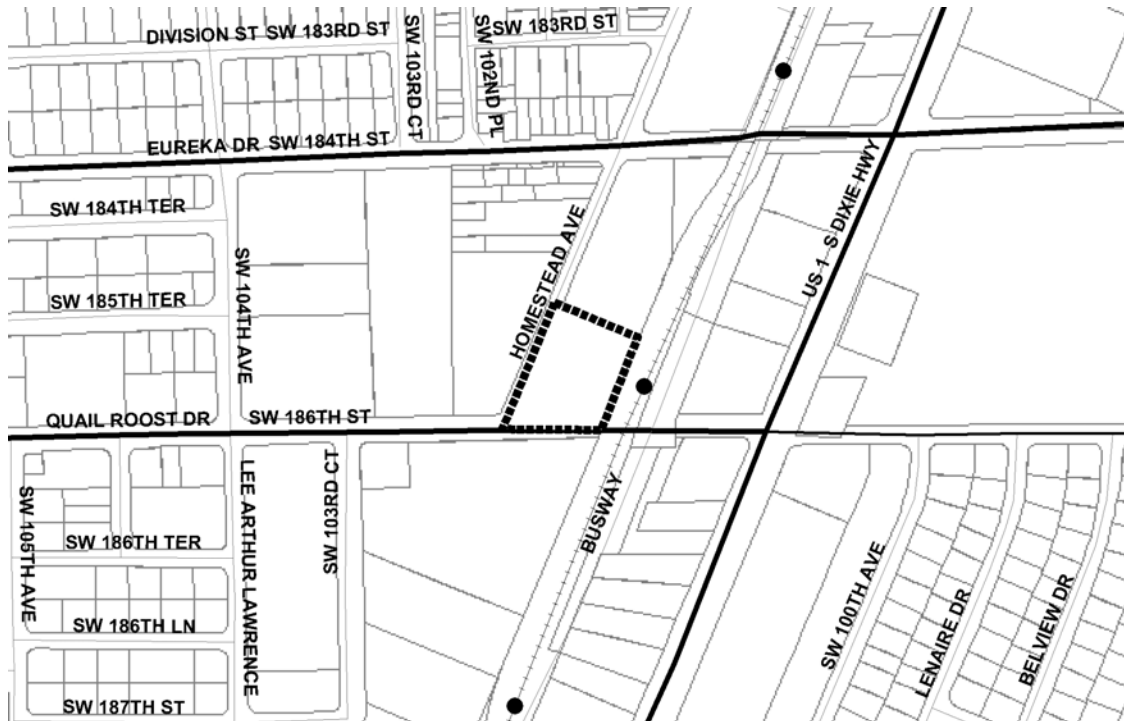 DIVISION ST SW 183RD ST
SW 183RD ST
SW 103RD CT
SW 102ND PL
EUREKA DR SW 184TH ST
SW 184TH TER
HOMESTEAD AVE
US 1 S DIXIE HWY
SW 104TH AVE
SW 185TH TER
QUAIL ROOST DR
SW 186TH ST
SW 105TH AVE
LEE ARTHUR LAWRENCE
SW 103RD CT
BUSWAY
SW 186TH TER
SW 100TH AVE
LENAIRE DR
BELVIEW DR
SW 186TH LN
SW 187TH ST